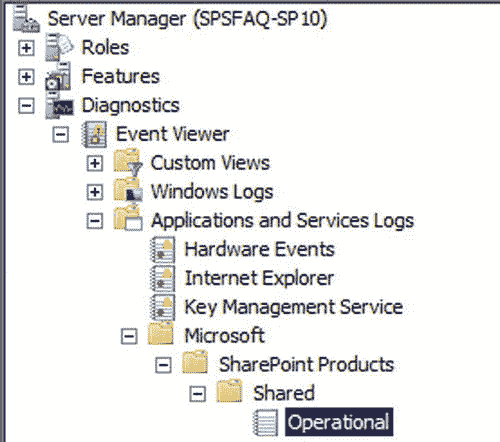 Server Manager (SPSFAQ-SP10)
Roles
Features
Diagnostics
Event Viewer
Custom Views
Windows Logs
Applications and Services Logs
Hardware Events
Internet Explorer
Key Management Service
Microsoft
SharePoint Products
Shared
Operational